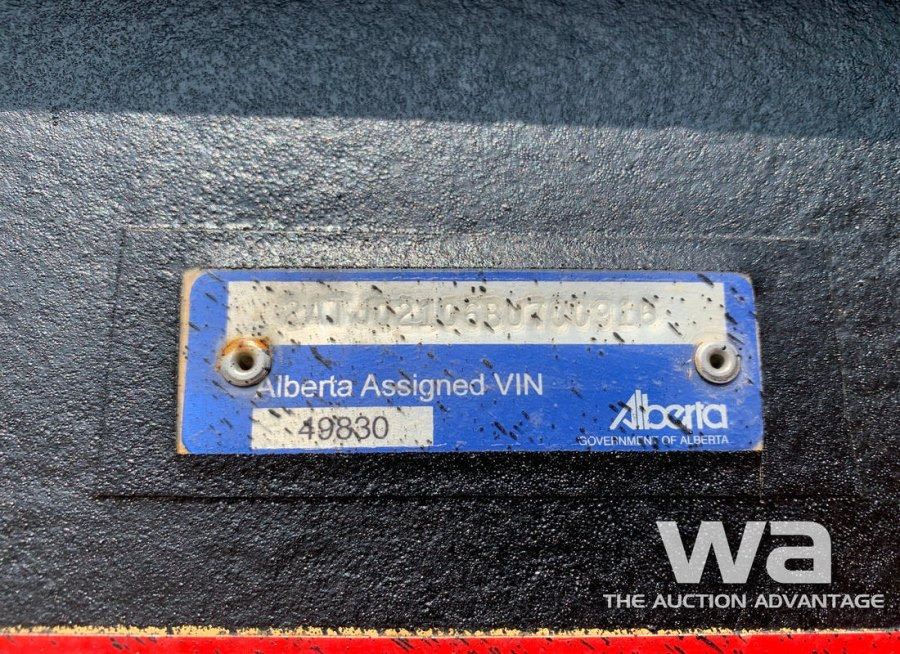 Alberta Assigned VIN
49830
Alberta
GOVERNMENT OF ALBERTA
wa
THE AUCTION ADVANTAGE